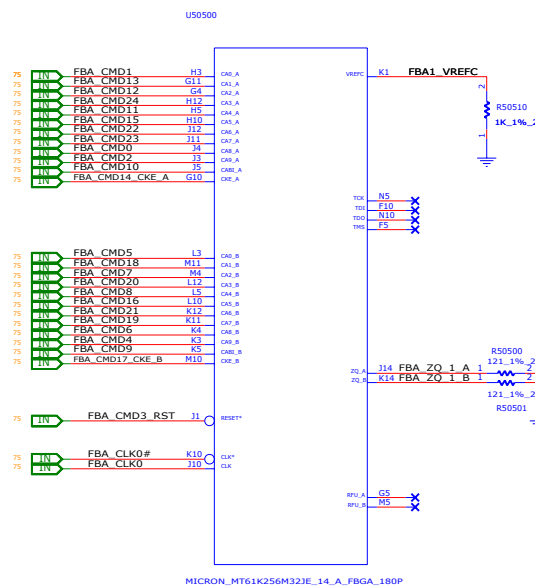 U50500
75 IN FBA_CMD1 H3 CA0_A
75 IN FBA_CMD13 G11 CA1_A
75 IN FBA_CMD12 G4 CA2_A
75 IN FBA_CMD24 H12 CA3_A
75 IN FBA_CMD11 H5 CA4_A
75 IN FBA_CMD15 H10 CA5_A
75 IN FBA_CMD22 J12 CA6_A
75 IN FBA_CMD23 J11 CA7_A
75 IN FBA_CMD0 J4 CA8_A
75 IN FBA_CMD2 J3 CA9_A
75 IN FBA_CMD10 J5 CABI_A
75 IN FBA_CMD14_CKE_A G10 CKE_A
VREFC K1 FBA1_VREFC
2
R50510
1K_1%_2
1
TCK N5
TDI F10
TDO N10
TMS F5
75 IN FBA_CMD5 L3 CA0_B
75 IN FBA_CMD18 M11 CA1_B
75 IN FBA_CMD7 M4 CA2_B
75 IN FBA_CMD20 L12 CA3_B
75 IN FBA_CMD8 L5 CA4_B
75 IN FBA_CMD16 L10 CA5_B
75 IN FBA_CMD21 K12 CA6_B
75 IN FBA_CMD19 K11 CA7_B
75 IN FBA_CMD6 K4 CA8_B
75 IN FBA_CMD4 K3 CA9_B
75 IN FBA_CMD9 K5 CABI_B
75 IN FBA_CMD17_CKE_B M10 CKE_B
R50500
121_1%_2
ZQ_A J14 FBA_ZQ_1_A 1 2
ZQ_B K14 FBA_ZQ_1_B 1 2
121_1%_2
R50501
75 IN FBA_CMD3_RST J1 RESET*
75 IN FBA_CLK0# K10 CLK*
75 IN FBA_CLK0 J10 CLK
RFU_A G5
RFU_B M5
MICRON_MT61K256M32JE_14_A_FBGA_180P